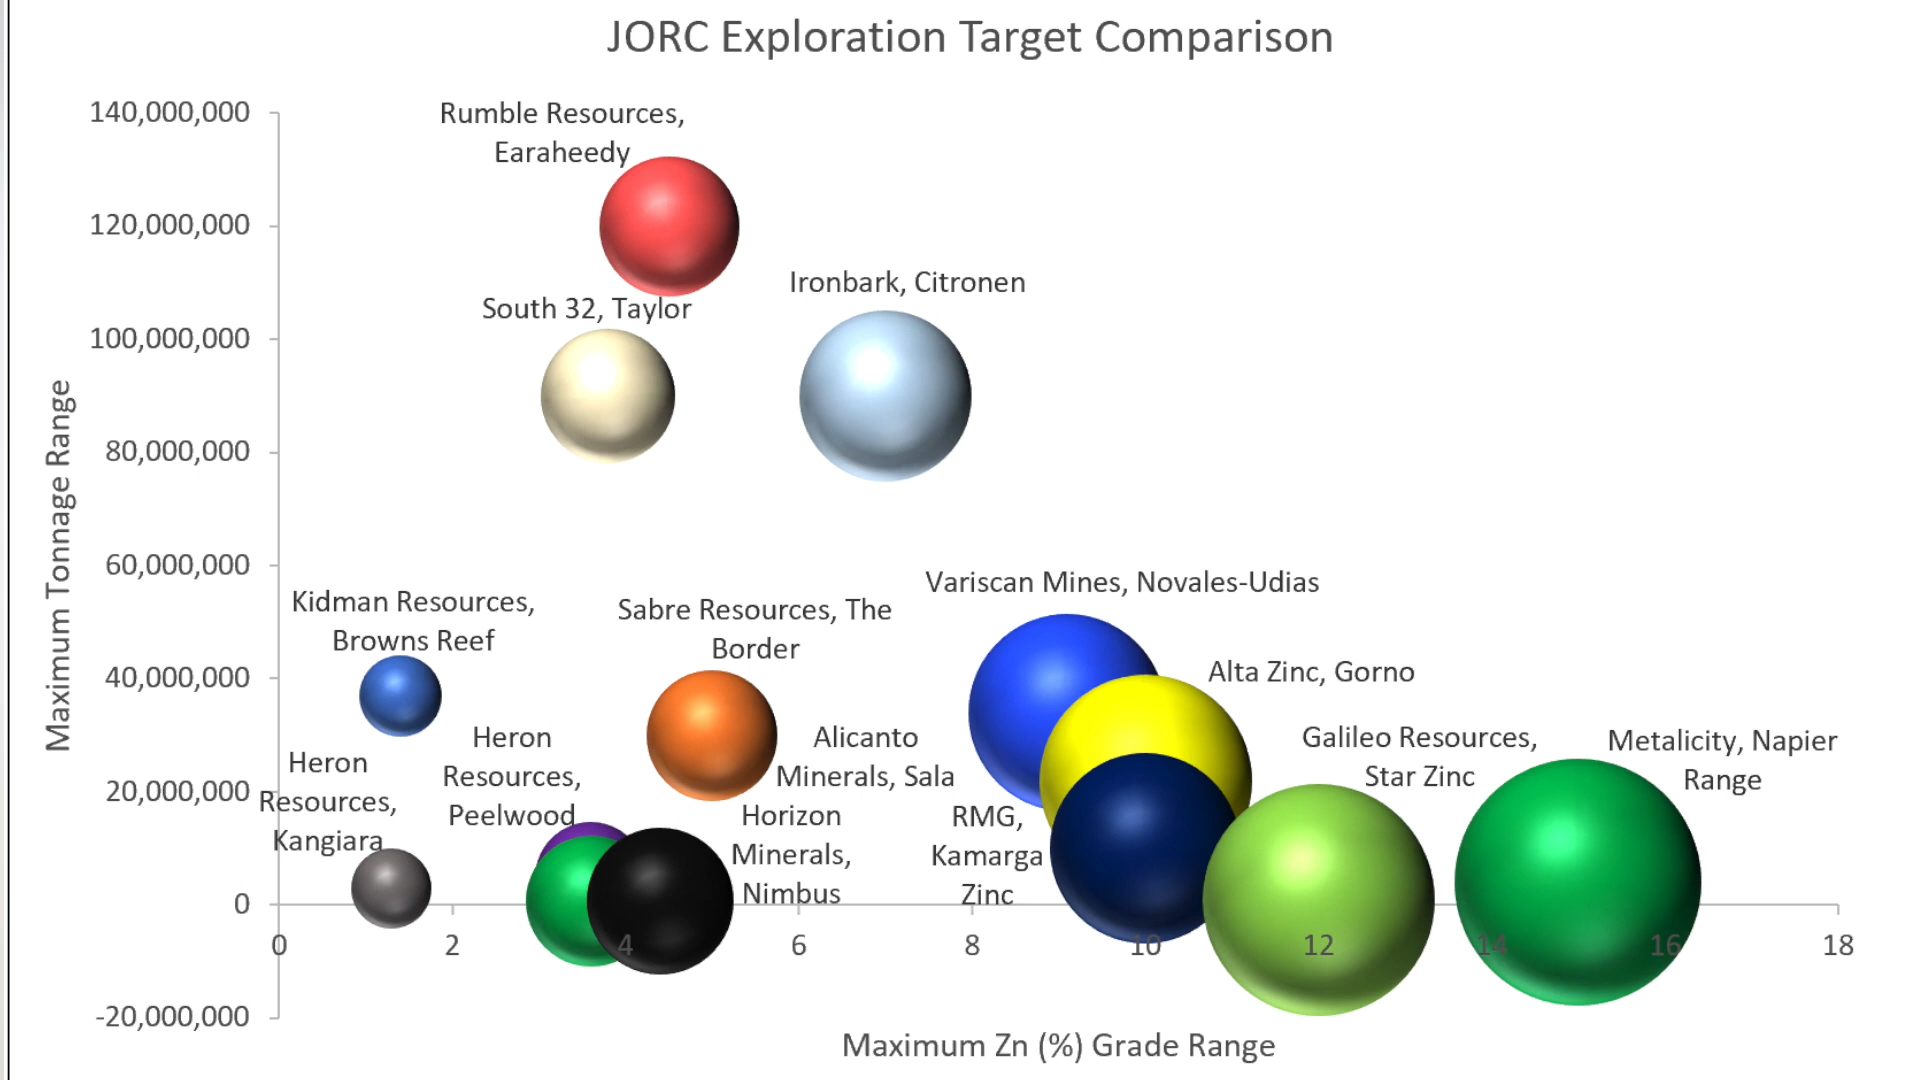 JORC Exploration Target Comparison
140,000,000
120,000,000
100,000,000
80,000,000
60,000,000
40,000,000
20,000,000
0
-20,000,000
Maximum Tonnage Range
Rumble Resources,
Earaheedy
South 32, Taylor
Ironbark, Citronen
Kidman Resources,
Browns Reef
Sabre Resources, The
Border
Variscan Mines, Novales-Udias
Alta Zinc, Gorno
Heron
Resources,
Kangiara
Heron
Resources,
Peelwood
Alicanto
Minerals, Sala
Horizon
Minerals,
Nimbus
RMG,
Kamarga
Zinc
Galileo Resources,
Star Zinc
Metalicity, Napier
Range
0 2 4 6 8 10 12 14 16 18
Maximum Zn (%) Grade Range